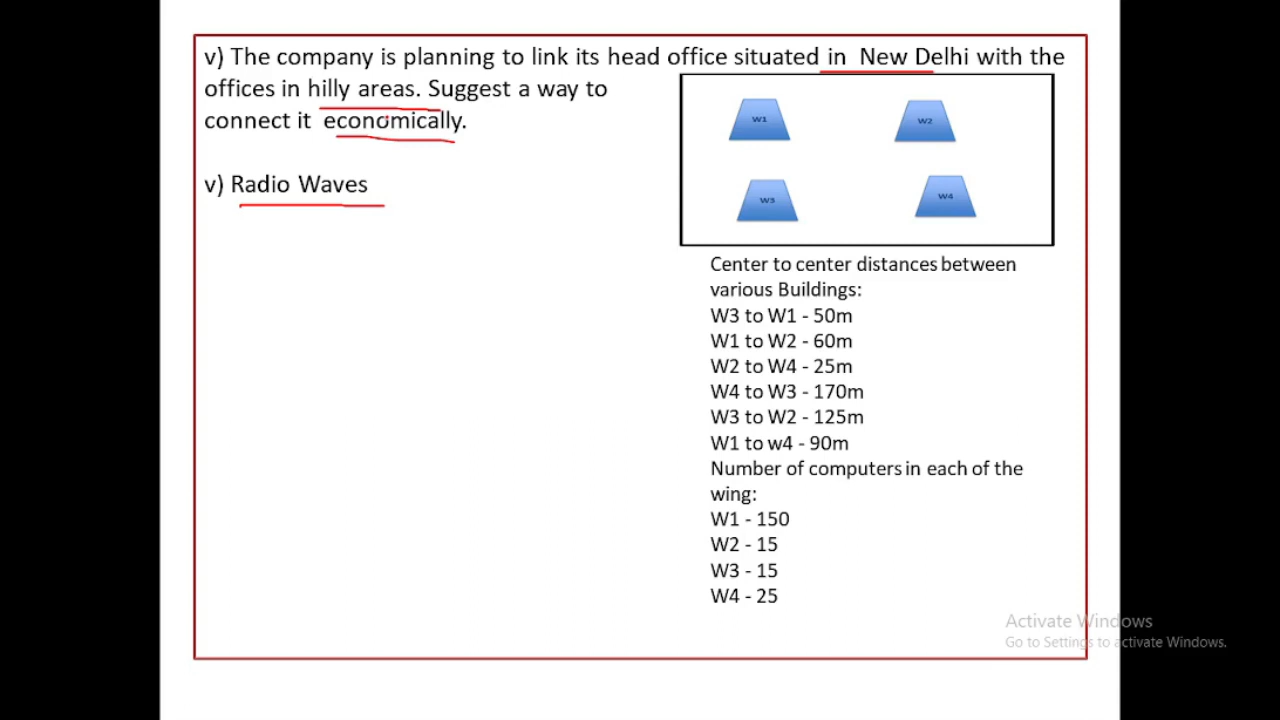 v) The company is planning to link its head office situated in New Delhi with the
offices in hilly areas. Suggest a way to
connect it economically.
v) Radio Waves
W1
W2
W3
W4
Center to center distances between
various Buildings:
W3 to W1 - 50m
W1 to W2 - 60m
W2 to W4 - 25m
W4 to W3 - 170m
W3 to W2 - 125m
W1 to w4 - 90m
Number of computers in each of the
wing:
W1 - 150
W2 - 15
W3 - 15
W4 - 25
Activate Windows
Go to Settings to activate Windows.